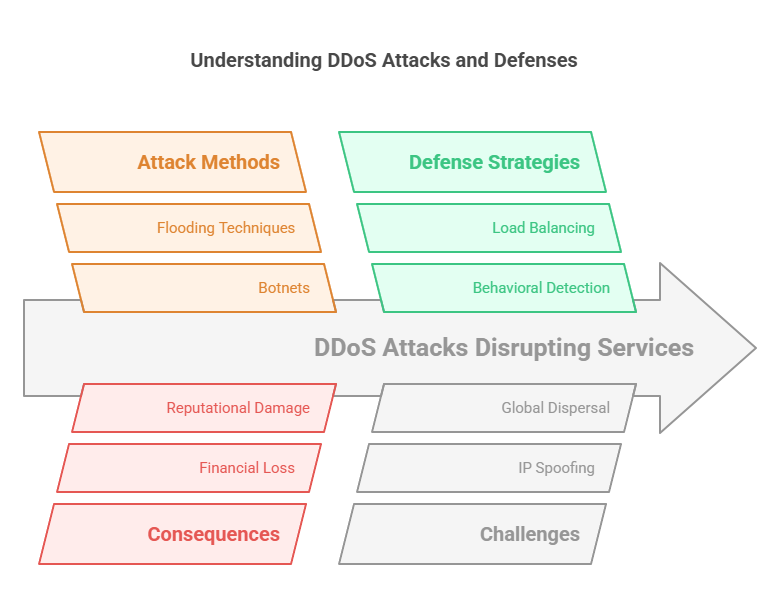 Understanding DDoS Attacks and Defenses
Attack Methods
Defense Strategies
Flooding Techniques
Load Balancing
Botnets
Behavioral Detection
DDoS Attacks Disrupting Services
Reputational Damage
Global Dispersal
Financial Loss
IP Spoofing
Consequences
Challenges